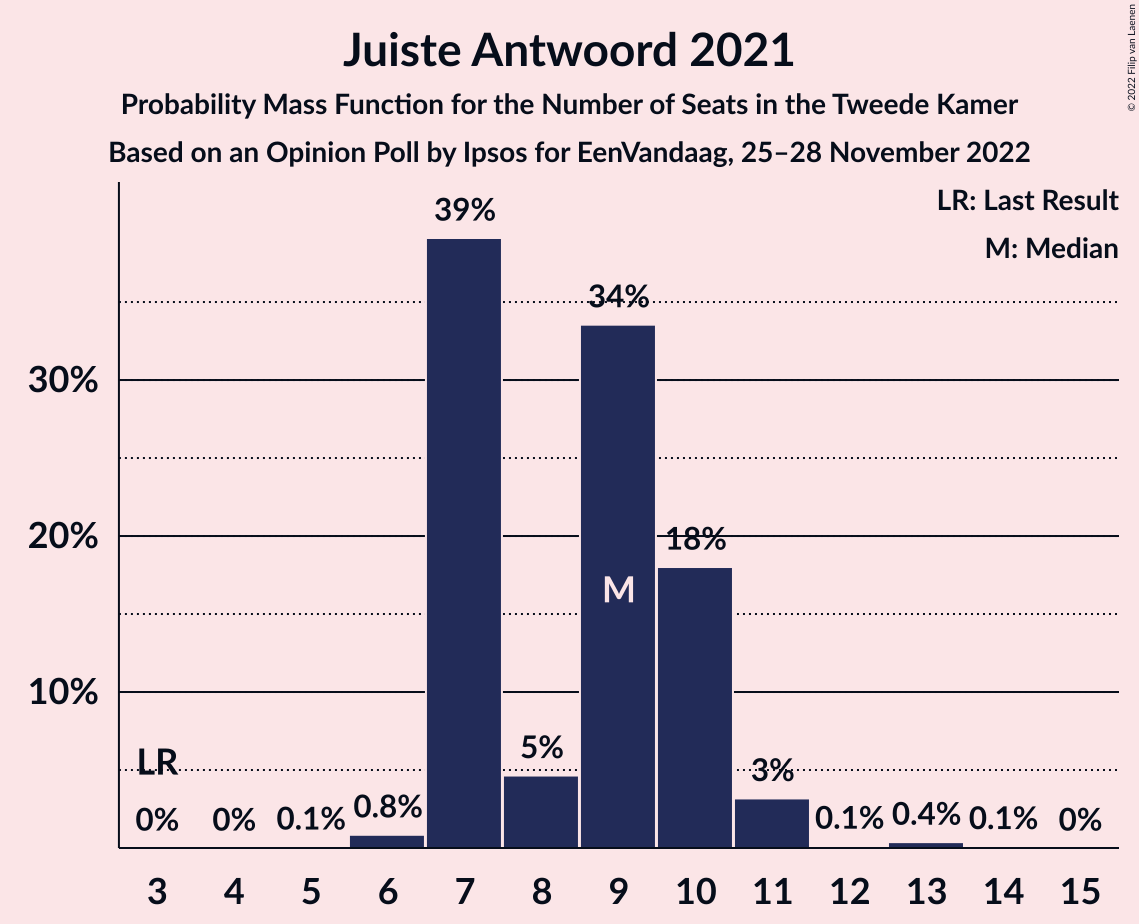 Juiste Antwoord 2021
Probability Mass Function for the Number of Seats in the Tweede Kamer
Based on an Opinion Poll by Ipsos for EenVandaag, 25–28 November 2022
© 2022 Filip van Laenen
LR: Last Result
M: Median
39%
34%
30%
20%
18%
M
10%
5%
LR
3%
0%
0%
0.1%
0.8%
0.1%
0.4%
0.1%
0%
3 4 5 6 7 8 9 10 11 12 13 14 15